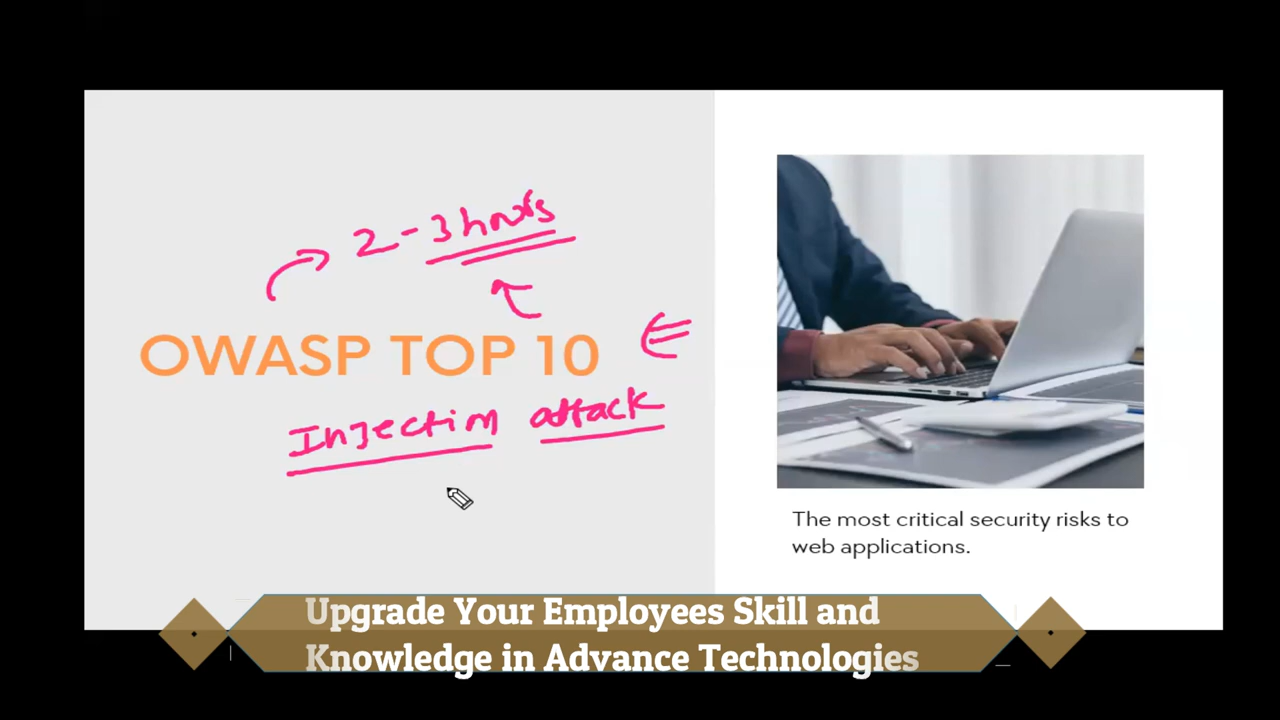 2-3 hours
OWASP TOP 10
Injection attack
The most critical security risks to
web applications.
Upgrade Your Employees Skill and
Knowledge in Advance Technologies